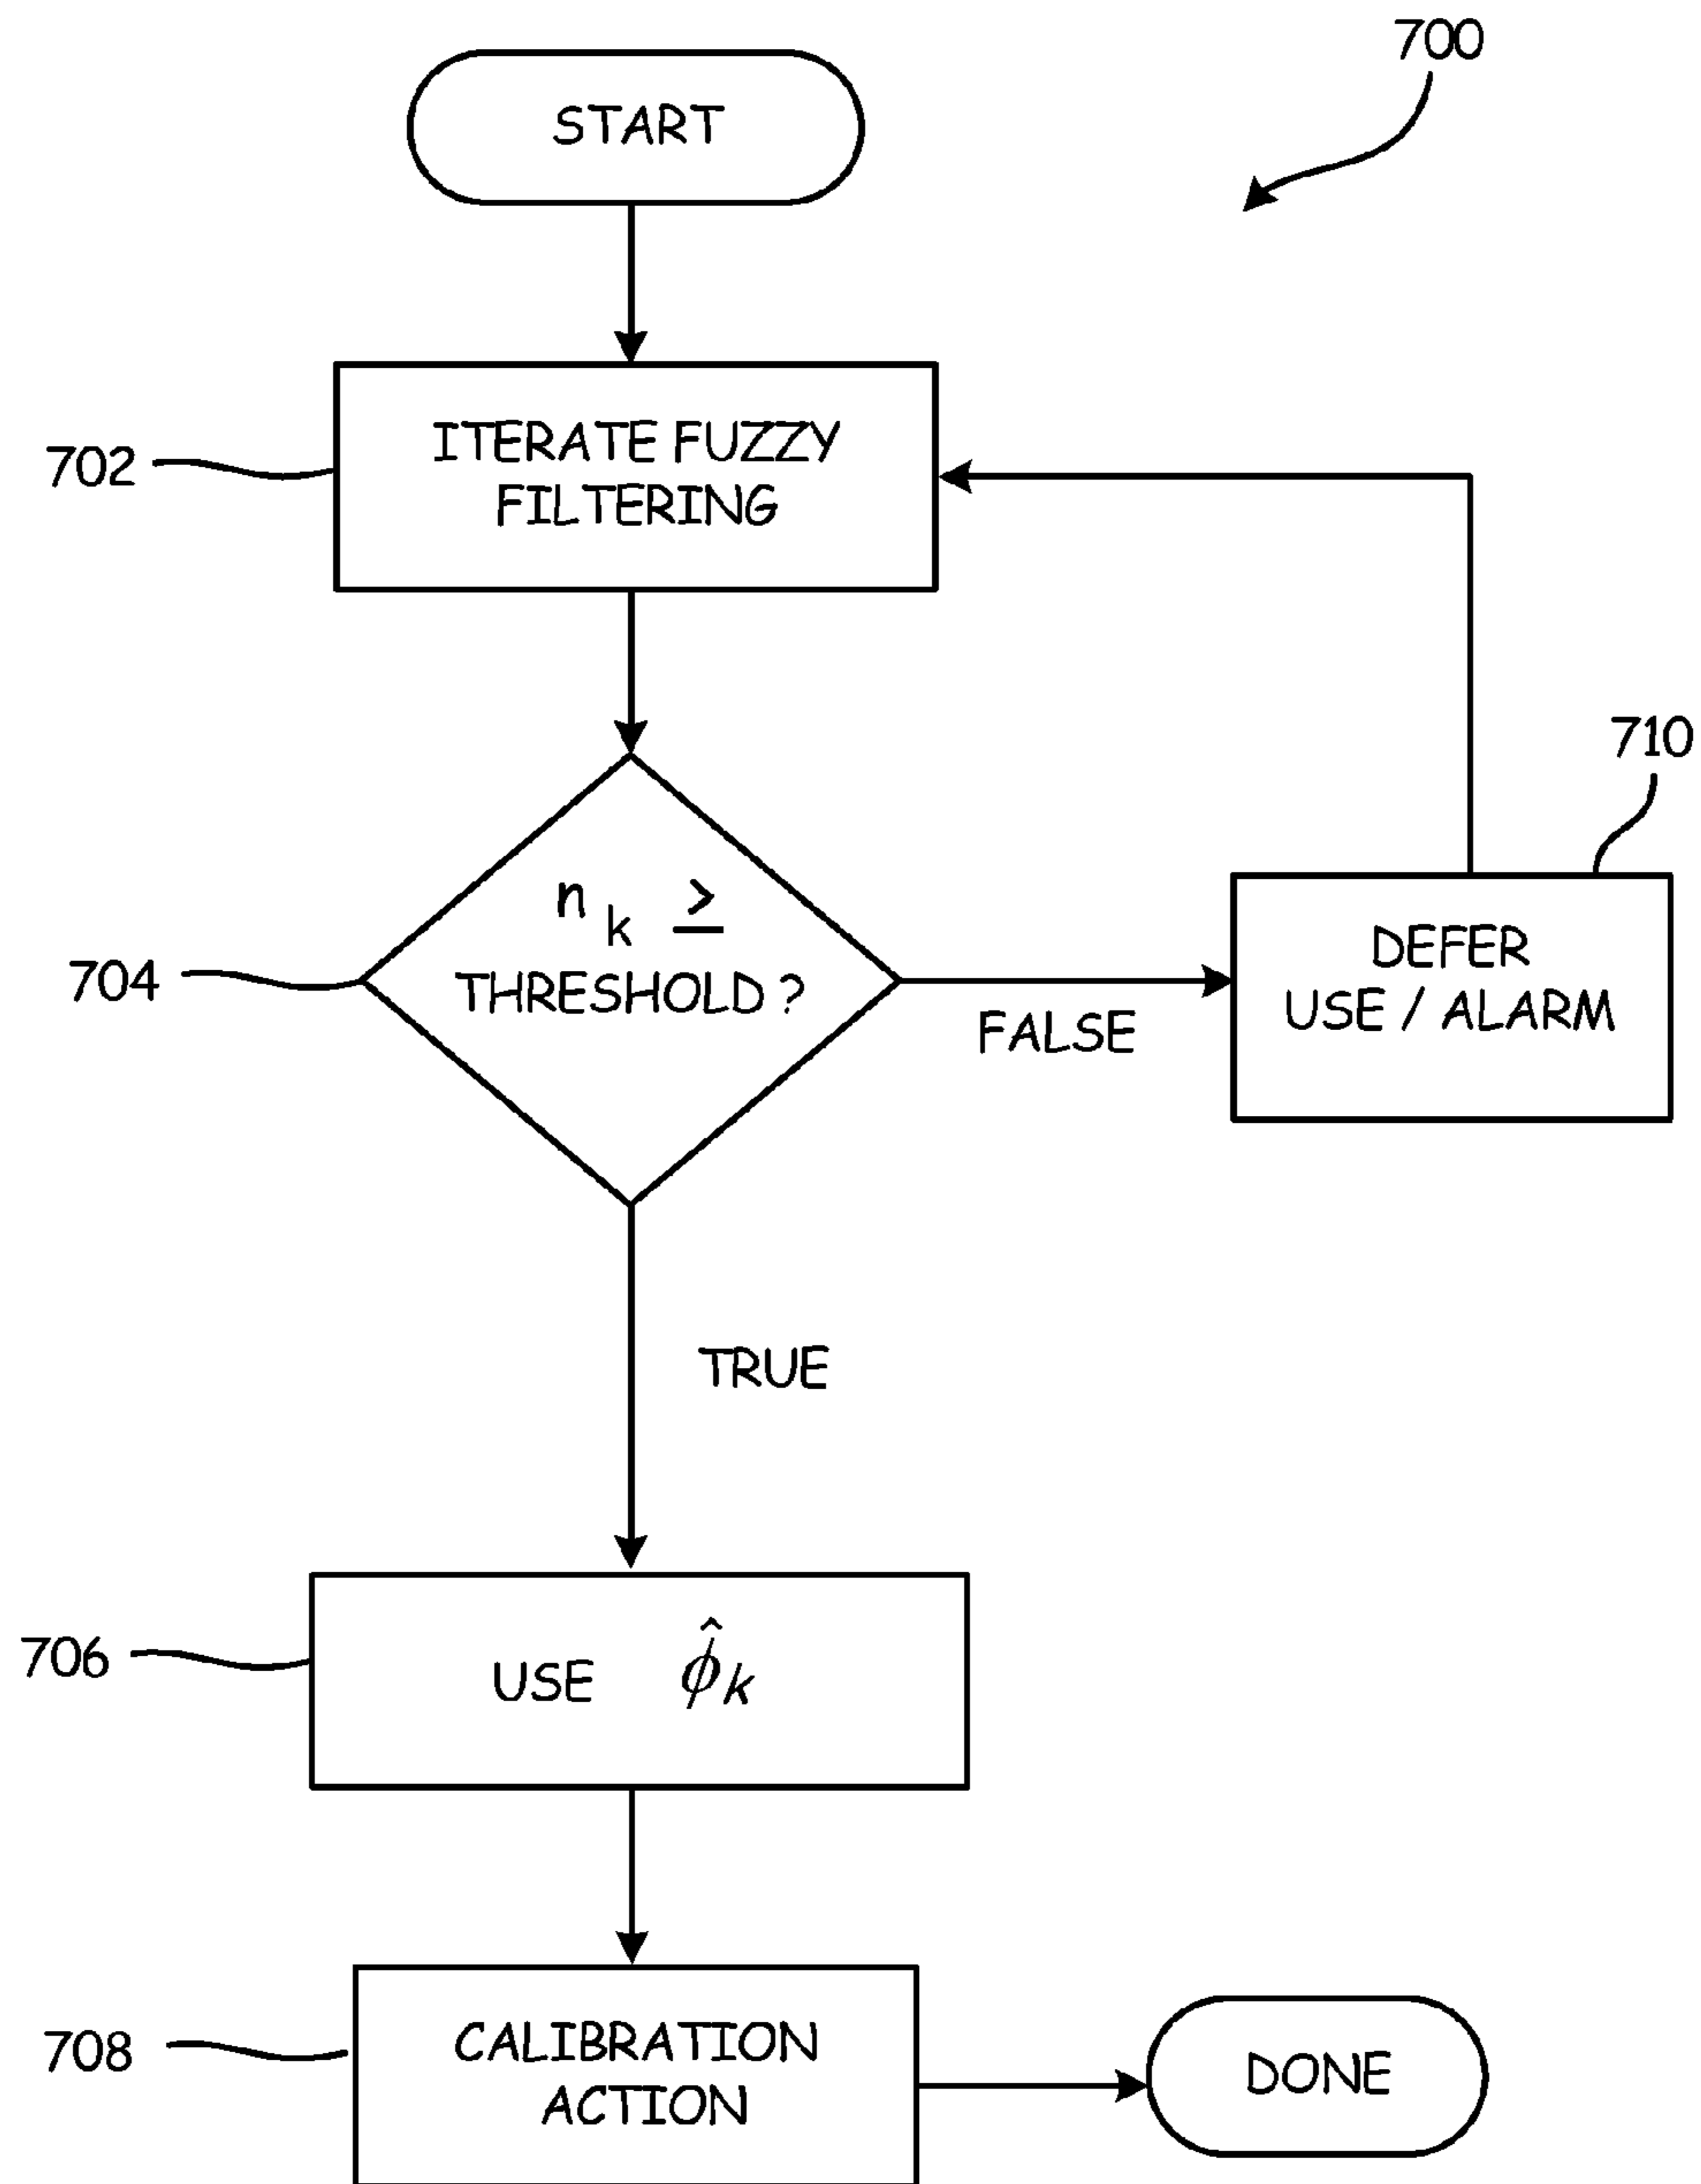 700
START
702
ITERATE FUZZY
FILTERING
710
704
n k ≥
THRESHOLD ?
FALSE
DEFER
USE / ALARM
TRUE
706
USE ϕ̂k
708
CALIBRATION
ACTION
DONE